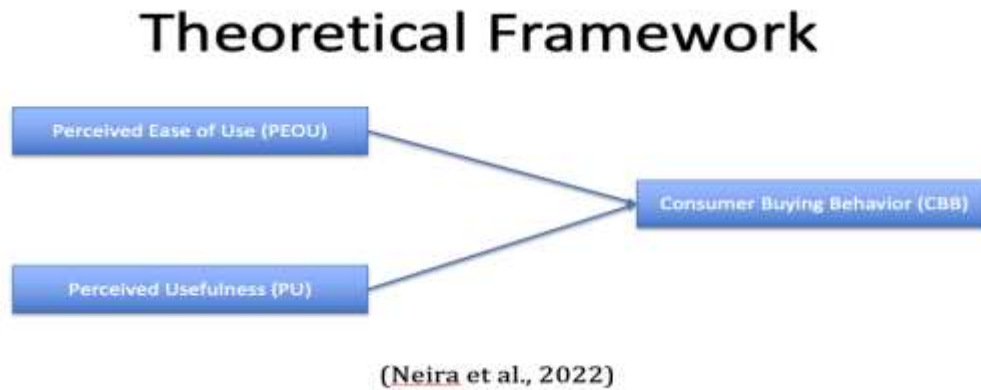 Theoretical Framework
Perceived Ease of Use (PEOU)
Consumer Buying Behavior (CBB)
Perceived Usefulness (PU)
(Neira et al., 2022)